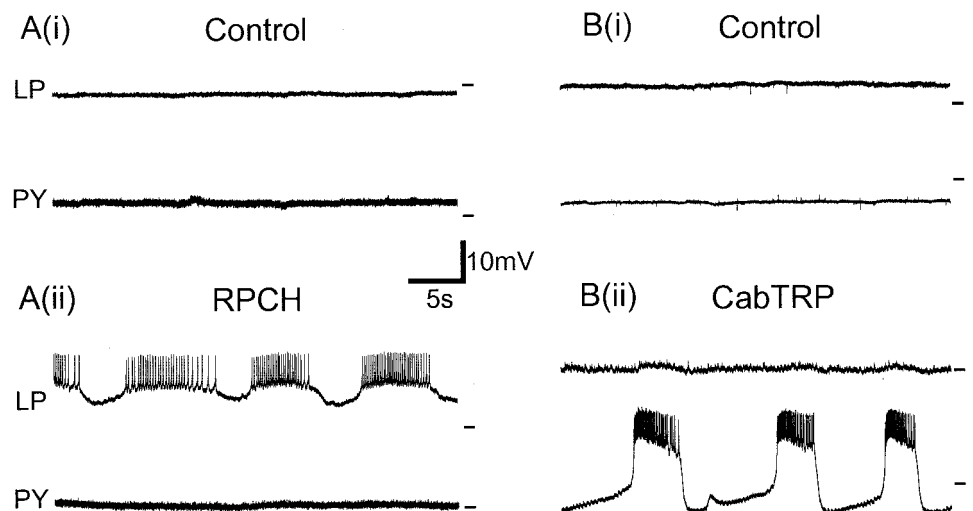 A(i) Control
LP
PY
B(i) Control
10mV
5s
A(ii) RPCH
LP
PY
B(ii) CabTRP